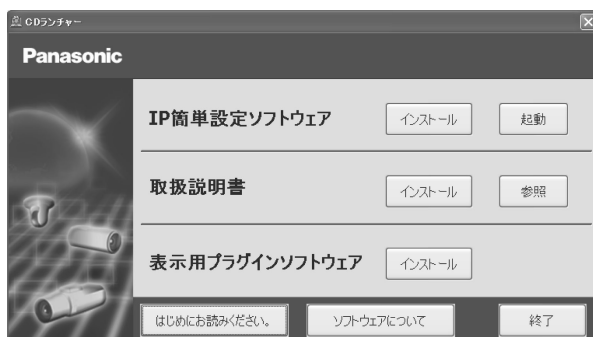 CDランチャー
Panasonic
IP簡単設定ソフトウェア インストール 起動
取扱説明書 インストール 参照
表示用プラグインソフトウェア インストール
はじめにお読みください。 ソフトウェアについて 終了